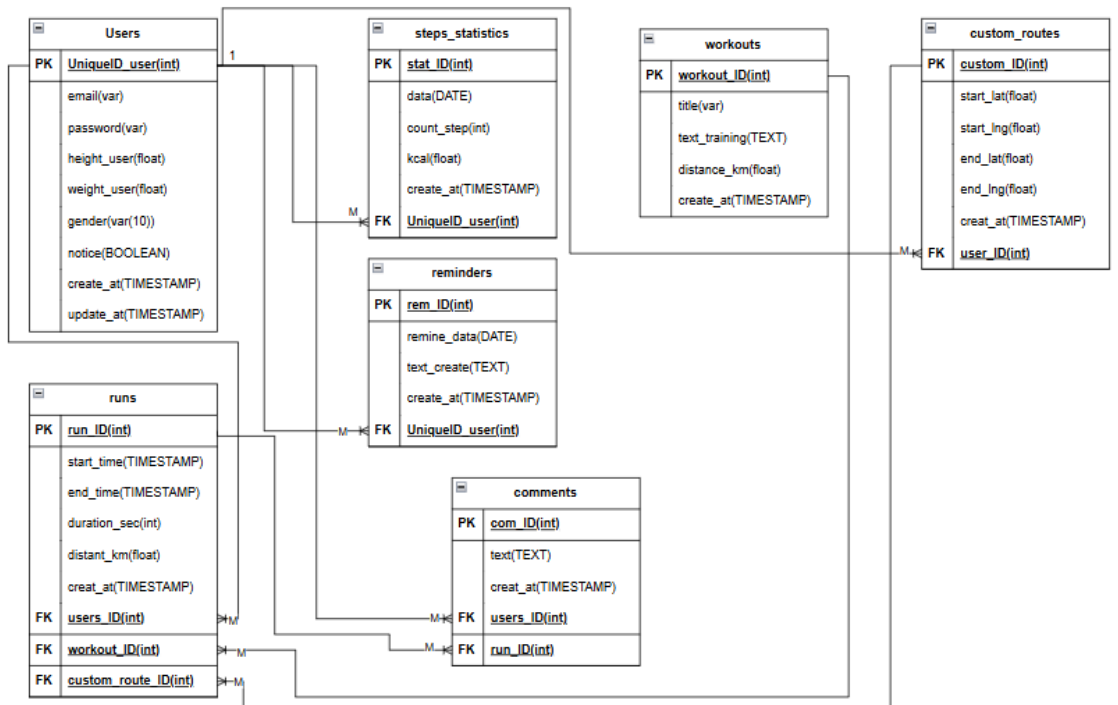 Users
PK UniqueID_user(int)
email(var)
password(var)
height_user(float)
weight_user(float)
gender(var(10))
notice(BOOLEAN)
create_at(TIMESTAMP)
update_at(TIMESTAMP)
1
steps_statistics
PK stat_ID(int)
data(DATE)
count_step(int)
kcal(float)
create_at(TIMESTAMP)
M
FK UniqueID_user(int)
workouts
PK workout_ID(int)
title(var)
text_training(TEXT)
distance_km(float)
create_at(TIMESTAMP)
custom_routes
PK custom_ID(int)
start_lat(float)
start_lng(float)
end_lat(float)
end_lng(float)
creat_at(TIMESTAMP)
M FK user_ID(int)
reminders
PK rem_ID(int)
remine_data(DATE)
text_create(TEXT)
create_at(TIMESTAMP)
M FK UniqueID_user(int)
runs
PK run_ID(int)
start_time(TIMESTAMP)
end_time(TIMESTAMP)
duration_sec(int)
distant_km(float)
creat_at(TIMESTAMP)
FK users_ID(int) M
FK workout_ID(int) M
FK custom_route_ID(int) M
comments
PK com_ID(int)
text(TEXT)
creat_at(TIMESTAMP)
M FK users_ID(int)
M FK run_ID(int)